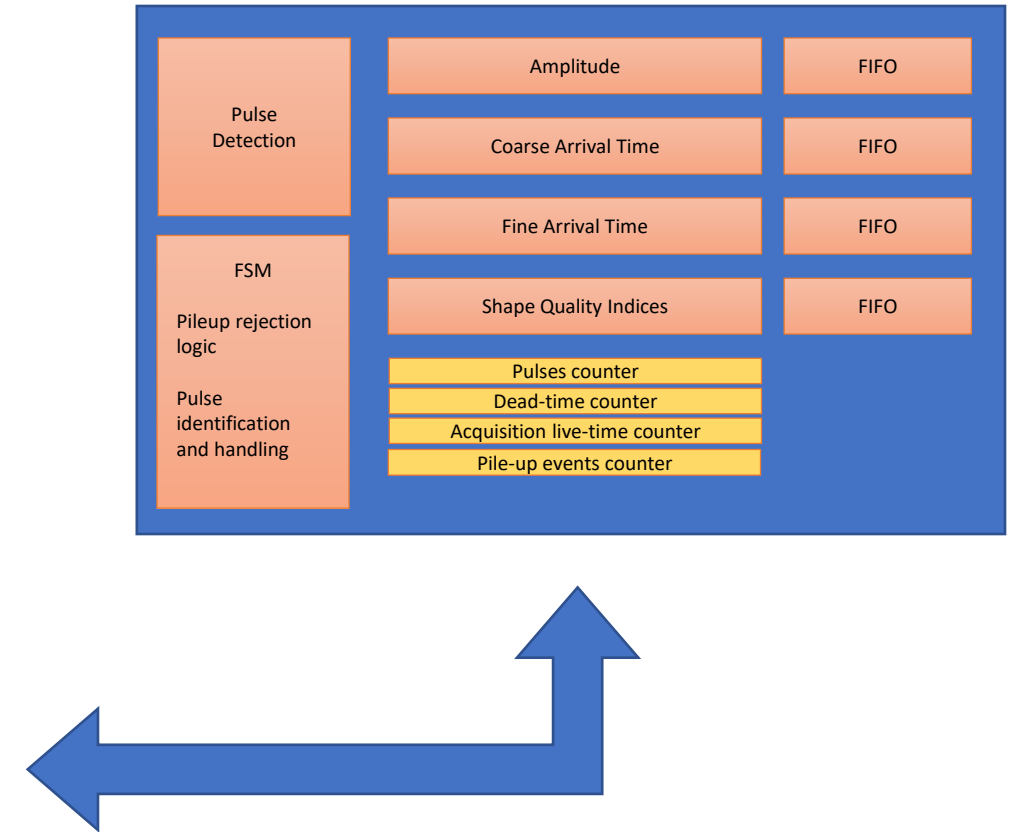 Pulse
Detection
FSM
Pileup rejection
logic
Pulse
identification
and handling
Amplitude
FIFO
Coarse Arrival Time
FIFO
Fine Arrival Time
FIFO
Shape Quality Indices
FIFO
Pulses counter
Dead-time counter
Acquisition live-time counter
Pile-up events counter